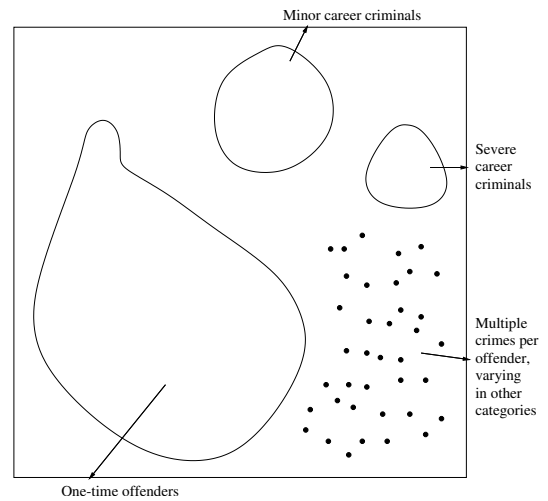 Minor career criminals
Severe
career
criminals
Multiple
crimes per
offender,
varying
in other
categories
One-time offenders